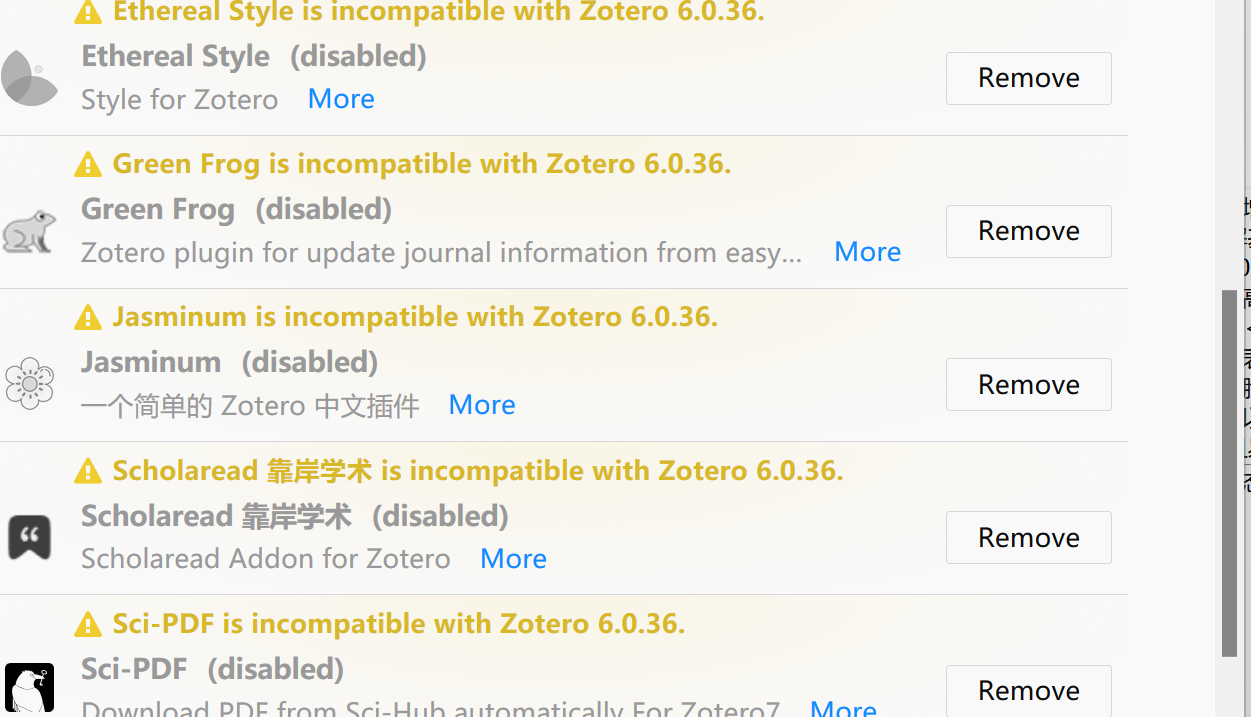 Ethereal Style is incompatible with Zotero 6.0.36.
Ethereal Style (disabled)
Style for Zotero More
Remove
Green Frog is incompatible with Zotero 6.0.36.
Green Frog (disabled)
Zotero plugin for update journal information from easy... More
Remove
Jasminum is incompatible with Zotero 6.0.36.
Jasminum (disabled)
一个简单的 Zotero 中文插件 More
Remove
Scholaread 靠岸学术 is incompatible with Zotero 6.0.36.
Scholaread 靠岸学术 (disabled)
Scholaread Addon for Zotero More
Remove
Sci-PDF is incompatible with Zotero 6.0.36.
Sci-PDF (disabled)
Download PDF from Sci-Hub automatically For Zotero7 More
Remove